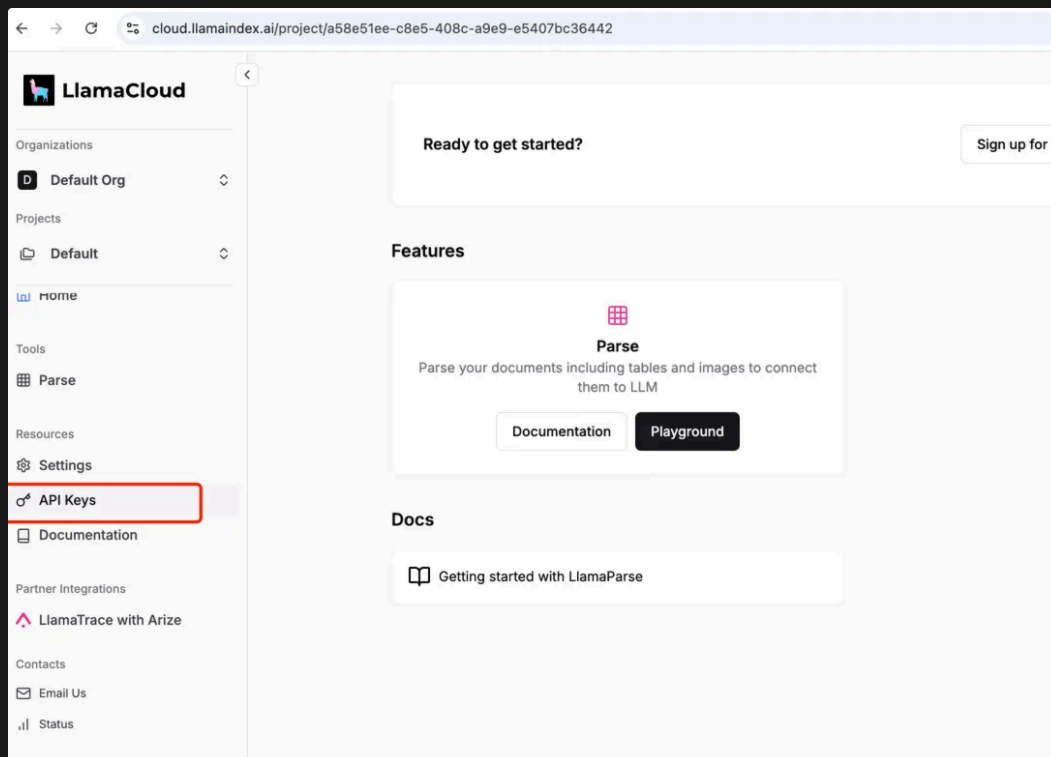 cloud.llamaindex.ai/project/a58e51ee-c8e5-408c-a9e9-e5407bc36442
LlamaCloud
Organizations
D Default Org
Projects
Default
Home
Tools
Parse
Resources
Settings
API Keys
Documentation
Partner Integrations
LlamaTrace with Arize
Contacts
Email Us
Status
Ready to get started?
Sign up for
Features
Parse
Parse your documents including tables and images to connect
them to LLM
Documentation
Playground
Docs
Getting started with LlamaParse